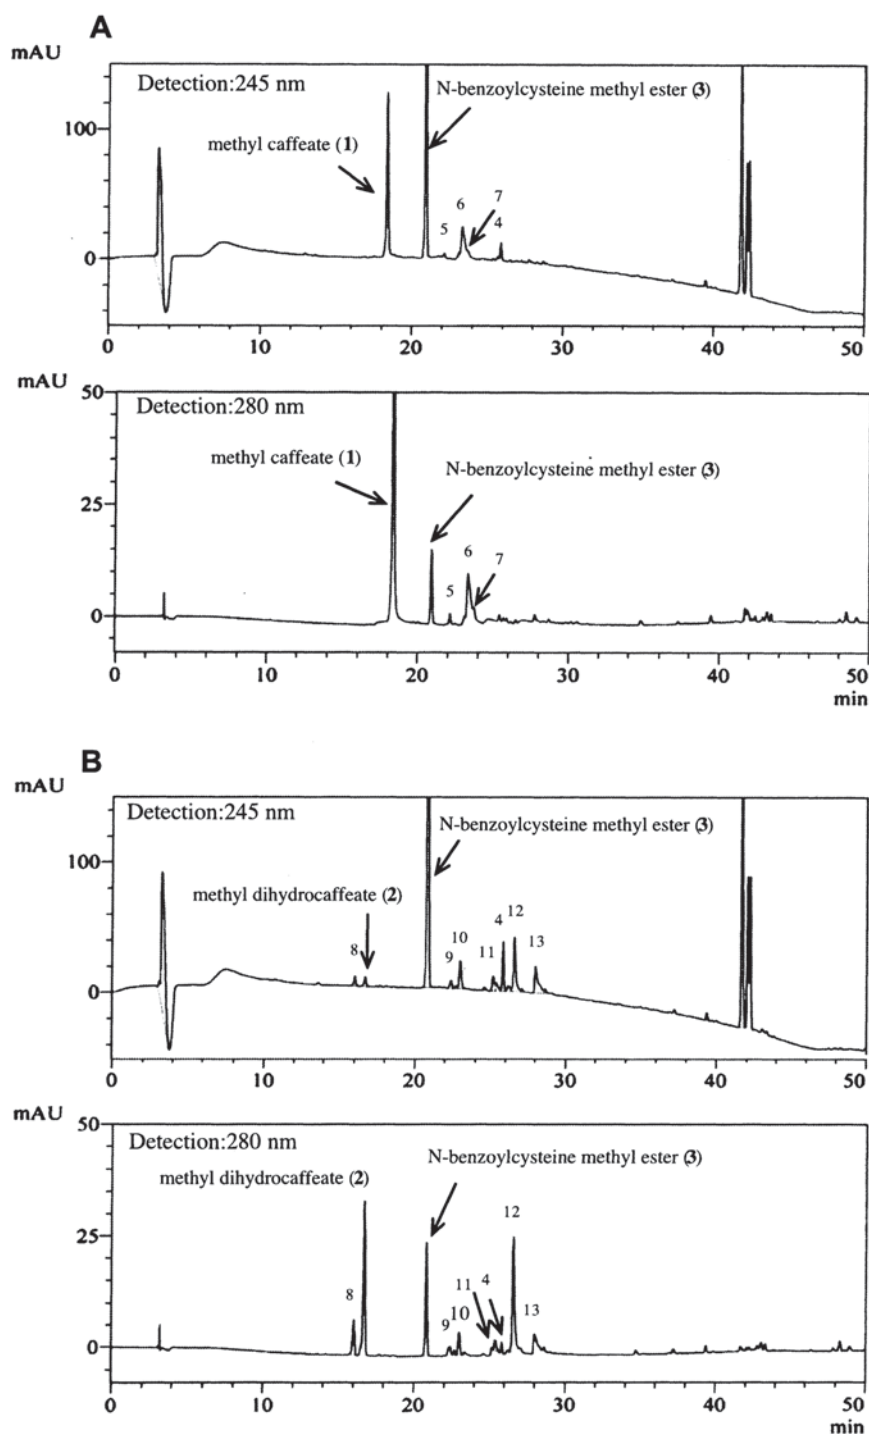 A
mAU
Detection:245 nm
N-benzoylcysteine methyl ester (3)
methyl caffeate (1)
100
7
6
5
4
0
0 10 20 30 40 50
mAU
50
Detection:280 nm
methyl caffeate (1)
N-benzoylcysteine methyl ester (3)
25
6
7
5
0
0 10 20 30 40 50
min
B
mAU
Detection:245 nm
N-benzoylcysteine methyl ester (3)
100
methyl dihydrocaffeate (2)
4 12
8 10
9 11 13
0
0 10 20 30 40 50
mAU
50
Detection:280 nm
N-benzoylcysteine methyl ester (3)
methyl dihydrocaffeate (2)
25
12
11 4
8
9 10 13
0
0 10 20 30 40 50
min